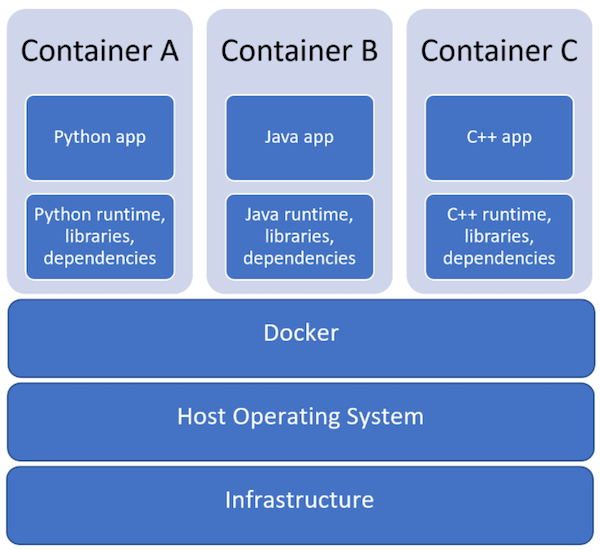 Container A
Container B
Container C
Python app
Java app
C++ app
Python runtime,
libraries,
dependencies
Java runtime,
libraries,
dependencies
C++ runtime,
libraries,
dependencies
Docker
Host Operating System
Infrastructure